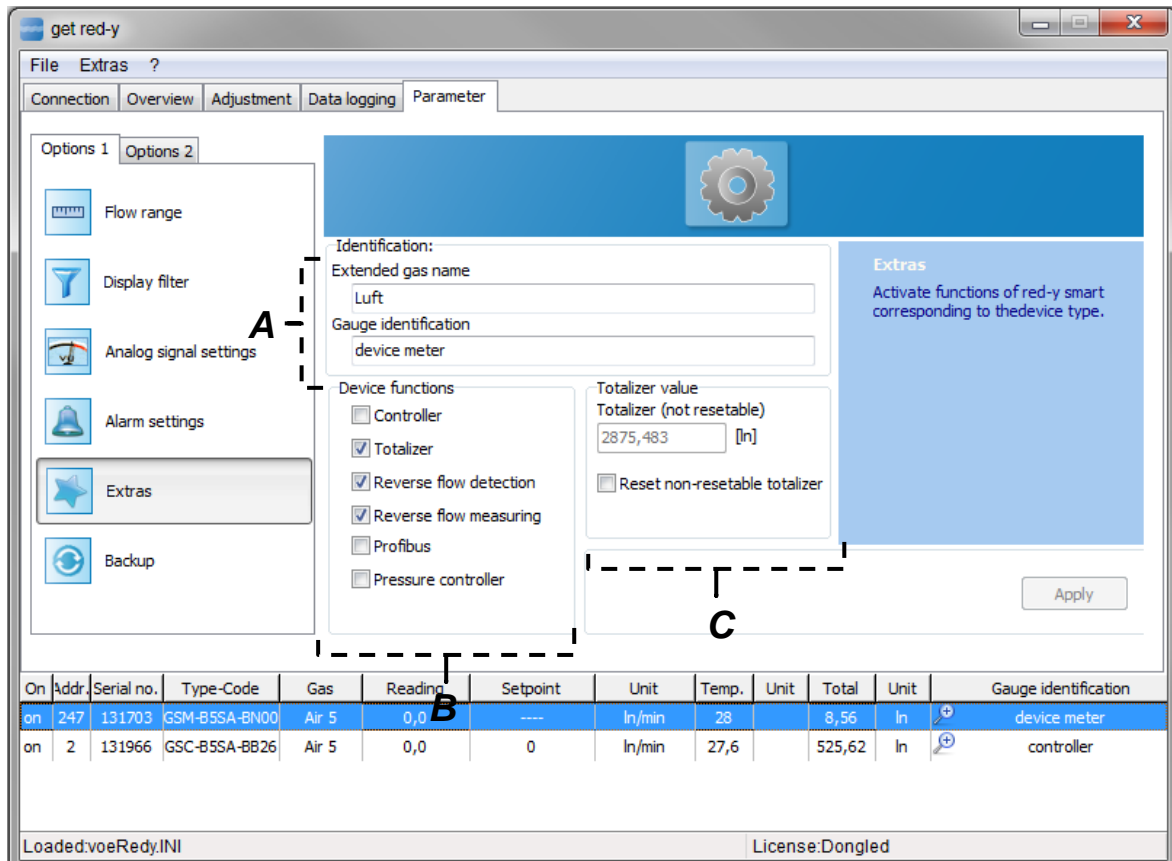 get red-y
File Extras ?
Connection Overview Adjustment Data logging Parameter
Options 1 Options 2
Flow range
Display filter
Analog signal settings
Alarm settings
Extras
Backup
Identification:
Extended gas name
Luft
Gauge identification
device meter
A
Extras
Activate functions of red-y smart
corresponding to thedevice type.
Device functions
Controller
Totalizer
Reverse flow detection
Reverse flow measuring
Profibus
Pressure controller
B
Totalizer value
Totalizer (not resetable)
2875,483 [ln]
Reset non-resetable totalizer
C
Apply
On Addr. Serial no. Type-Code Gas Reading Setpoint Unit Temp. Unit Total Unit Gauge identification
on 247 131703 GSM-B5SA-BN00 Air 5 0,0 ---- ln/min 28 8,56 ln device meter
on 2 131966 GSC-B5SA-BB26 Air 5 0,0 0 ln/min 27,6 525,62 ln controller
Loaded:voeRedy.INI License:Dongled